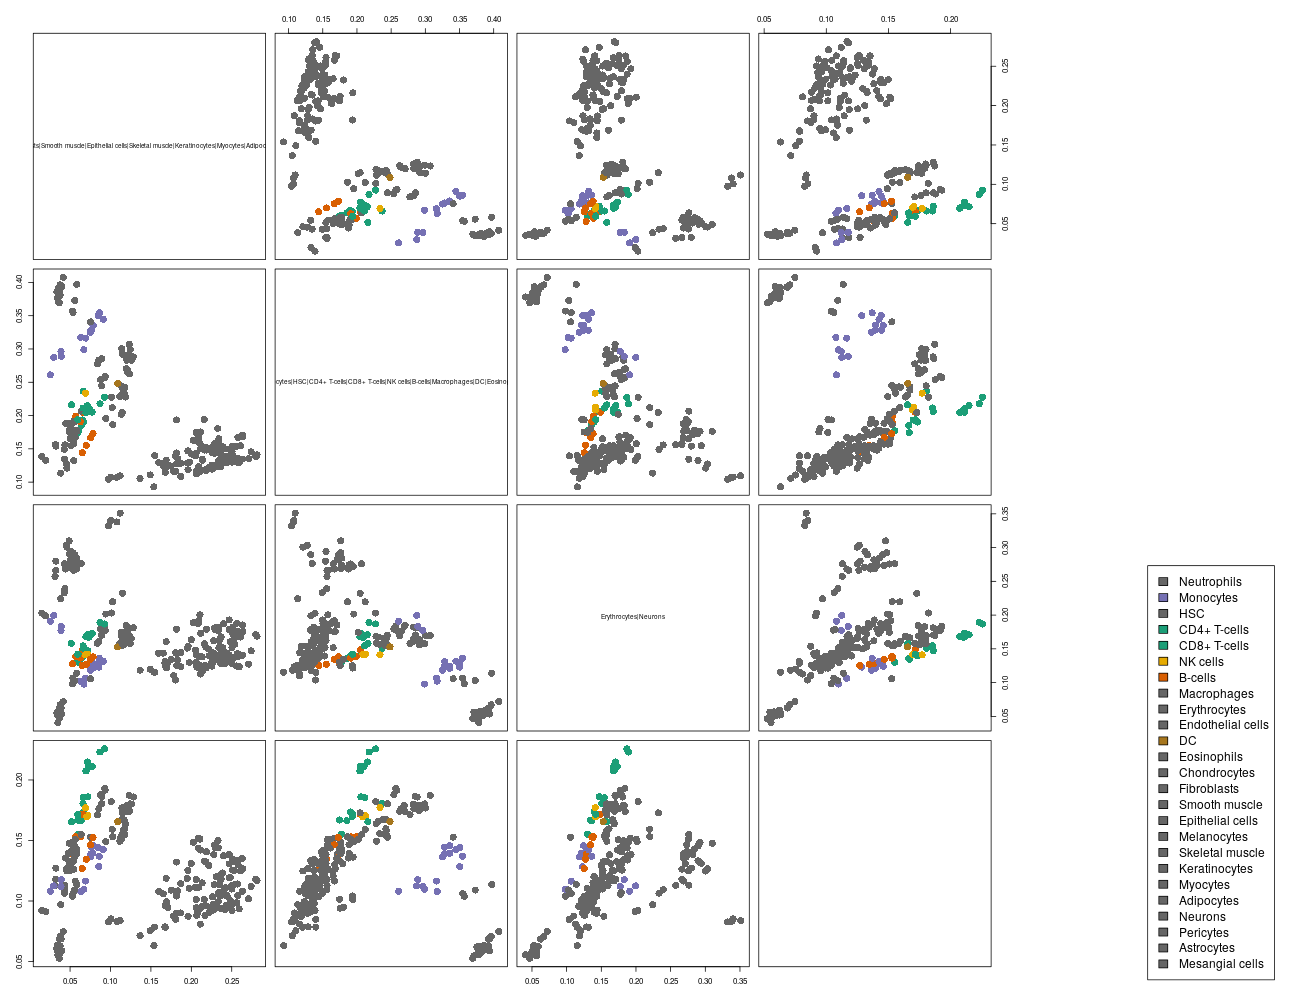 0.10 0.15 0.20 0.25 0.30 0.35 0.40
0.05 0.10 0.15 0.20
ts|Smooth muscle|Epithelial cells|Skeletal muscle|Keratinocytes|Myocytes|Adipoc
0.05 0.10 0.15 0.20 0.25
0.10 0.15 0.20 0.25 0.30 0.35 0.40
cytes|HSC|CD4+ T-cells|CD8+ T-cells|NK cells|B-cells|Macrophages|DC|Eosino
Erythrocytes|Neurons
0.05 0.10 0.15 0.20 0.25 0.30 0.35
0.05 0.10 0.15 0.20
0.05 0.10 0.15 0.20 0.25
0.05 0.10 0.15 0.20 0.25 0.30 0.35
Neutrophils
Monocytes
HSC
CD4+ T-cells
CD8+ T-cells
NK cells
B-cells
Macrophages
Erythrocytes
Endothelial cells
DC
Eosinophils
Chondrocytes
Fibroblasts
Smooth muscle
Epithelial cells
Melanocytes
Skeletal muscle
Keratinocytes
Myocytes
Adipocytes
Neurons
Pericytes
Astrocytes
Mesangial cells